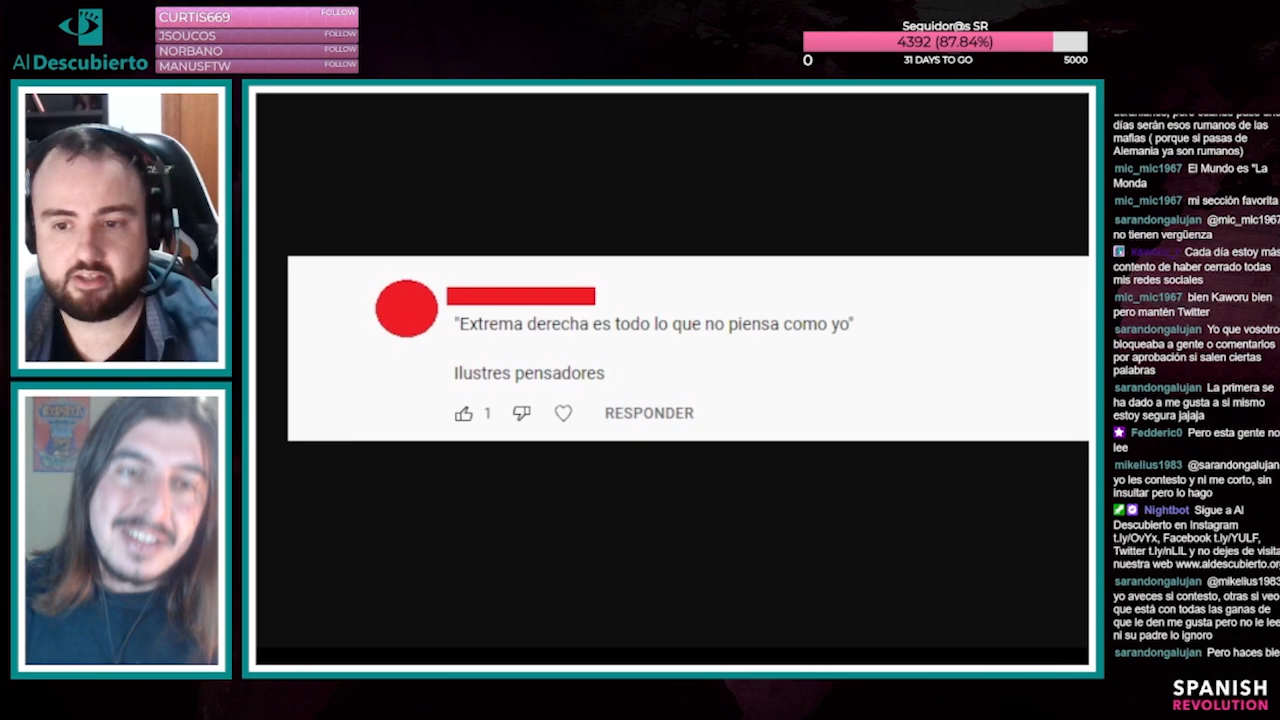 Al Descubierto
CURTIS669 FOLLOW
JSOUCOS FOLLOW
NORBANO FOLLOW
MANUSFTW FOLLOW
Seguidor@s SR
4392 (87.84%)
0 31 DAYS TO GO 5000
"Extrema derecha es todo lo que no piensa como yo"
Ilustres pensadores
1 RESPONDER
días serán esos rumanos de las
mafias ( porque si pasas de
Alemania ya son rumanos)
mic_mic1967 El Mundo es "La
Monda
mic_mic1967 mi sección favorita
sarandongalujan @mic_mic1967
no tienen vergüenza
Cada día estoy más
contento de haber cerrado todas
mis redes sociales
mic_mic1967 bien Kaworu bien
pero mantén Twitter
sarandongalujan Yo que vosotro
bloqueaba a gente o comentarlos
por aprobación si salen ciertas
palabras
sarandongalujan La primera se
ha dado a me gusta a si mismo
estoy segura jajaja
Fedderic0 Pero esta gente no
lee
mikelius1983 @sarandongalujan
yo les contesto y ni me corto, sin
insultar pero lo hago
Nightbot Sigue a Al
Descubierto en Instagram
t.ly/OvYx, Facebook t.ly/YULF,
Twitter t.ly/nLIL y no dejes de visita
nuestra web www.aldescubierto.org
sarandongalujan @mikelius1983
yo aveces si contesto, otras si veo
que está con todas las ganas de
que le den me gusta pero no le lee
ni su padre lo ignoro
sarandongalujan Pero haces bie
SPANISH
REVOLUTION